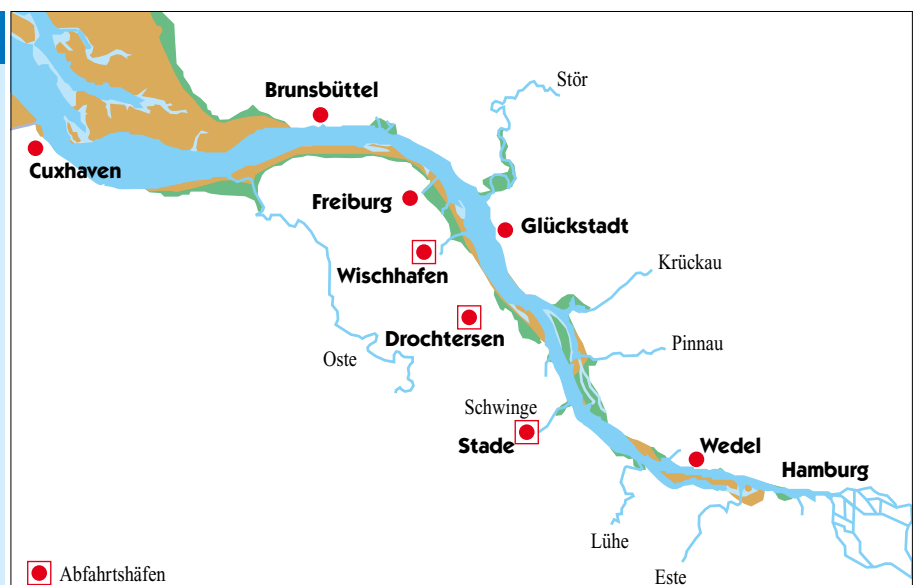 Stör
Brunsbüttel
Cuxhaven
Freiburg
Glückstadt
Wischhafen
Krückau
Drochtersen
Pinnau
Oste
Schwinge
Stade
Wedel
Hamburg
Lühe
Este
Abfahrtshäfen